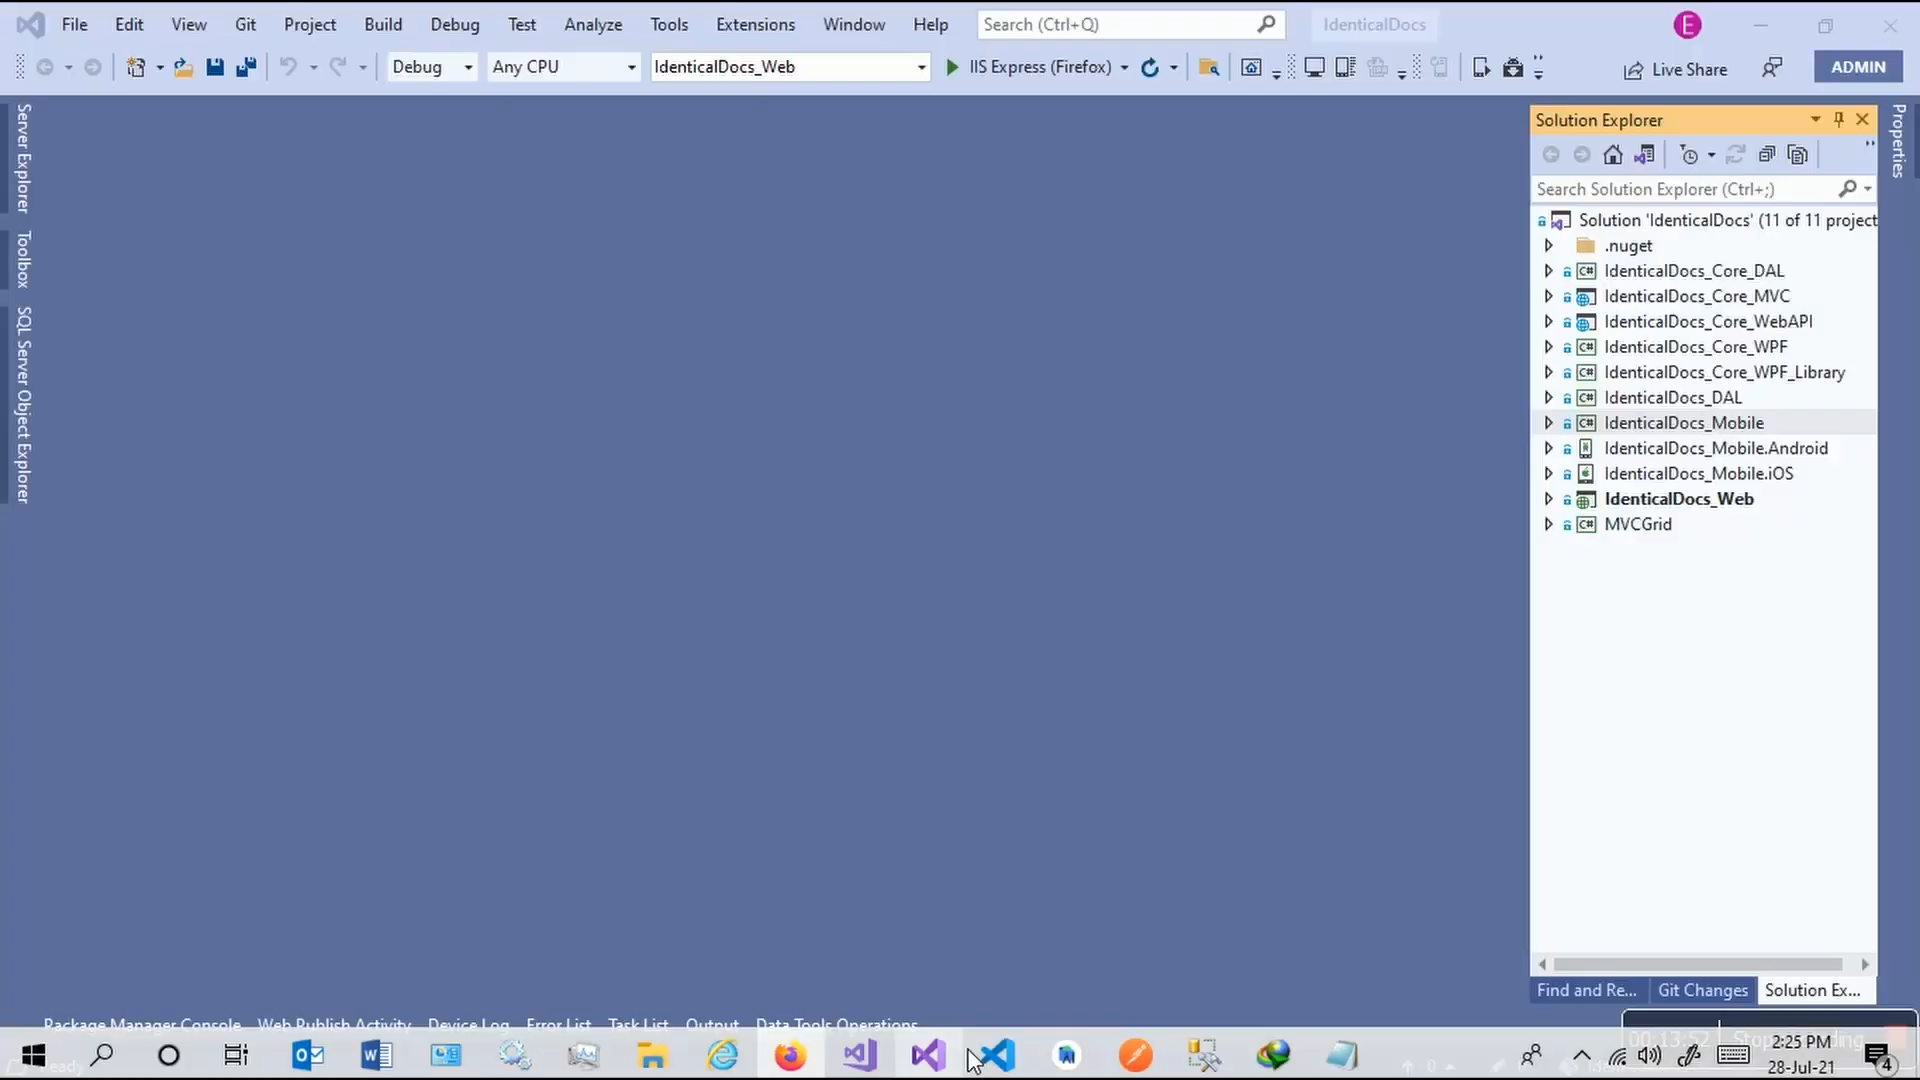 File Edit View Git Project Build Debug Test Analyze Tools Extensions Window Help Search (Ctrl+Q) IdenticalDocs E
Debug Any CPU IdenticalDocs_Web IIS Express (Firefox) Live Share ADMIN
Server Explorer
Toolbox
SQL Server Object Explorer
Solution Explorer
Search Solution Explorer (Ctrl+;)
Solution 'IdenticalDocs' (11 of 11 project
.nuget
IdenticalDocs_Core_DAL
IdenticalDocs_Core_MVC
IdenticalDocs_Core_WebAPI
IdenticalDocs_Core_WPF
IdenticalDocs_Core_WPF_Library
IdenticalDocs_DAL
IdenticalDocs_Mobile
IdenticalDocs_Mobile.Android
IdenticalDocs_Mobile.iOS
IdenticalDocs_Web
MVCGrid
Properties
Find and Re... Git Changes Solution Ex...
Package Manager Console Web Publish Activity Device Log Error List Task List Output Data Tools Operations
00:13:52
2:25 PM
28-Jul-21
4